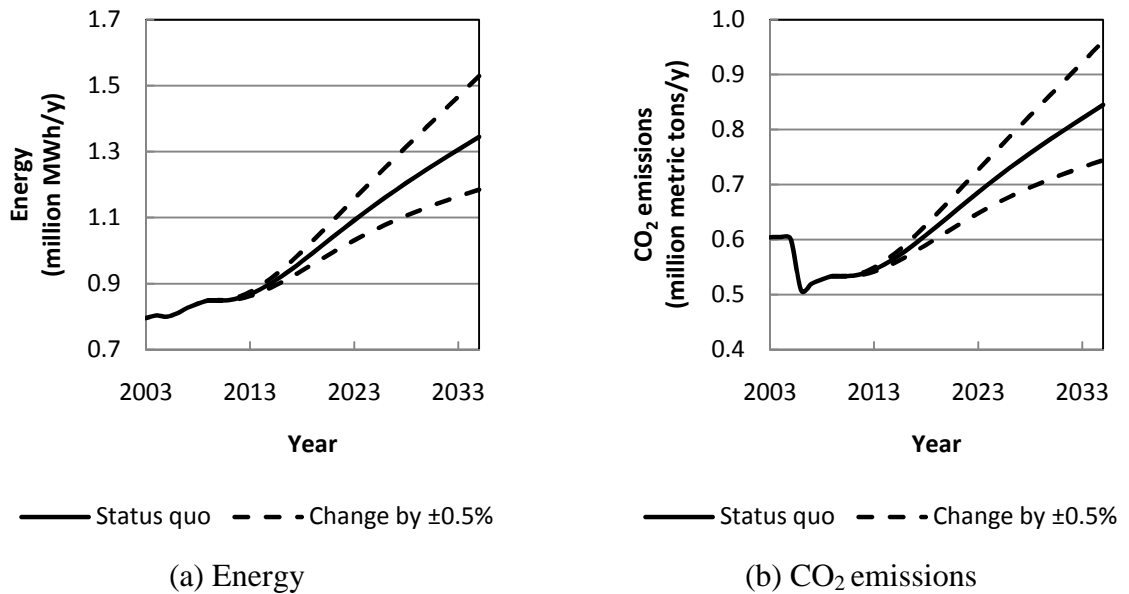 Energy
(million MWh/y)
1.7
1.5
1.3
1.1
0.9
0.7
2003 2013 2023 2033
Year
Status quo Change by ±0.5%
(a) Energy
CO₂ emissions
(million metric tons/y)
1.0
0.9
0.8
0.7
0.6
0.5
0.4
2003 2013 2023 2033
Year
Status quo Change by ±0.5%
(b) CO₂ emissions